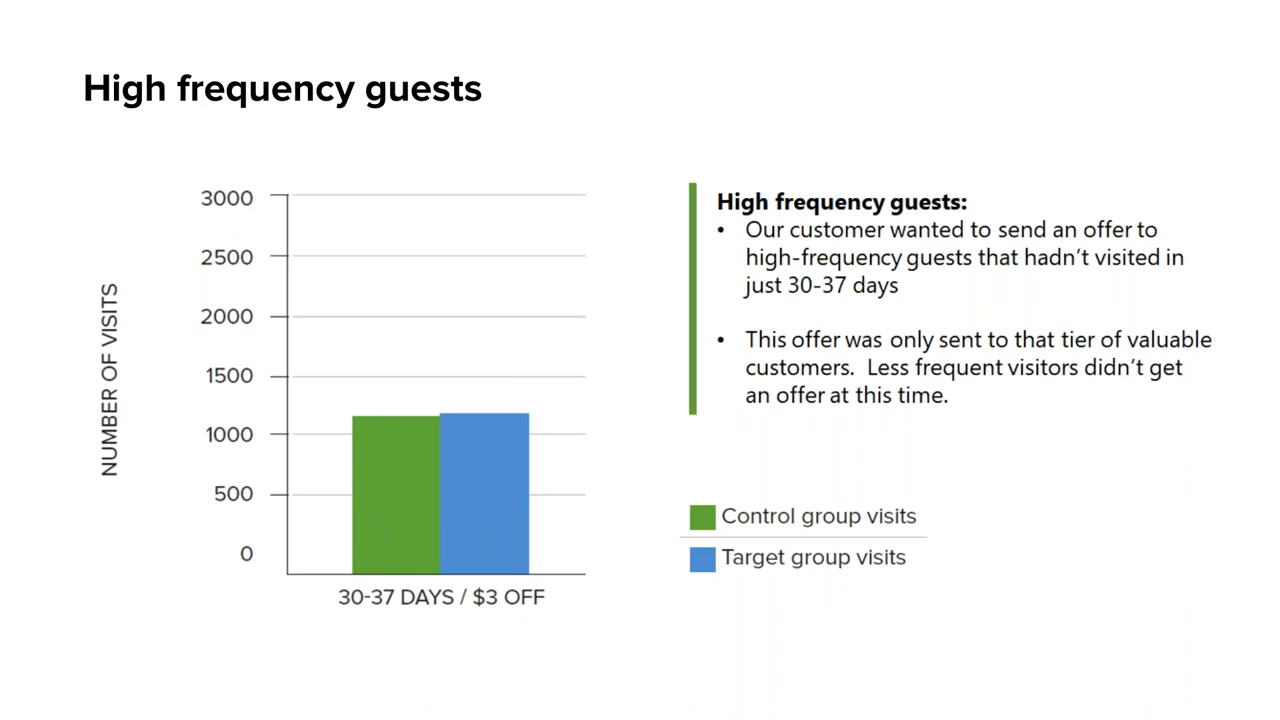 High frequency guests
3000
2500
2000
1500
1000
500
0
NUMBER OF VISITS
30-37 DAYS / $3 OFF
High frequency guests:
• Our customer wanted to send an offer to
high-frequency guests that hadn't visited in
just 30-37 days
• This offer was only sent to that tier of valuable
customers.  Less frequent visitors didn't get
an offer at this time.
Control group visits
Target group visits